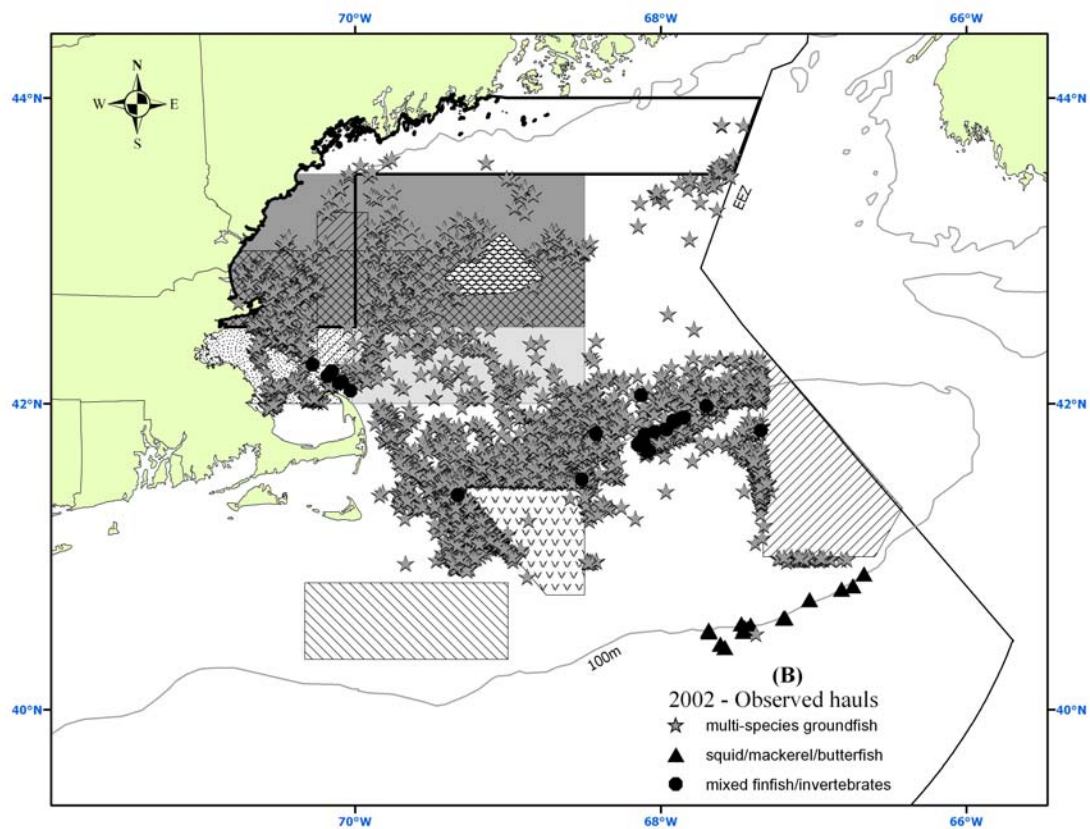 70°W 68°W 66°W
44°N 44°N
N
W E
S
EEZ
42°N 42°N
100m
(B)
40°N 40°N
2002 - Observed hauls
multi-species groundfish
squid/mackerel/butterfish
mixed finfish/invertebrates
70°W 68°W 66°W